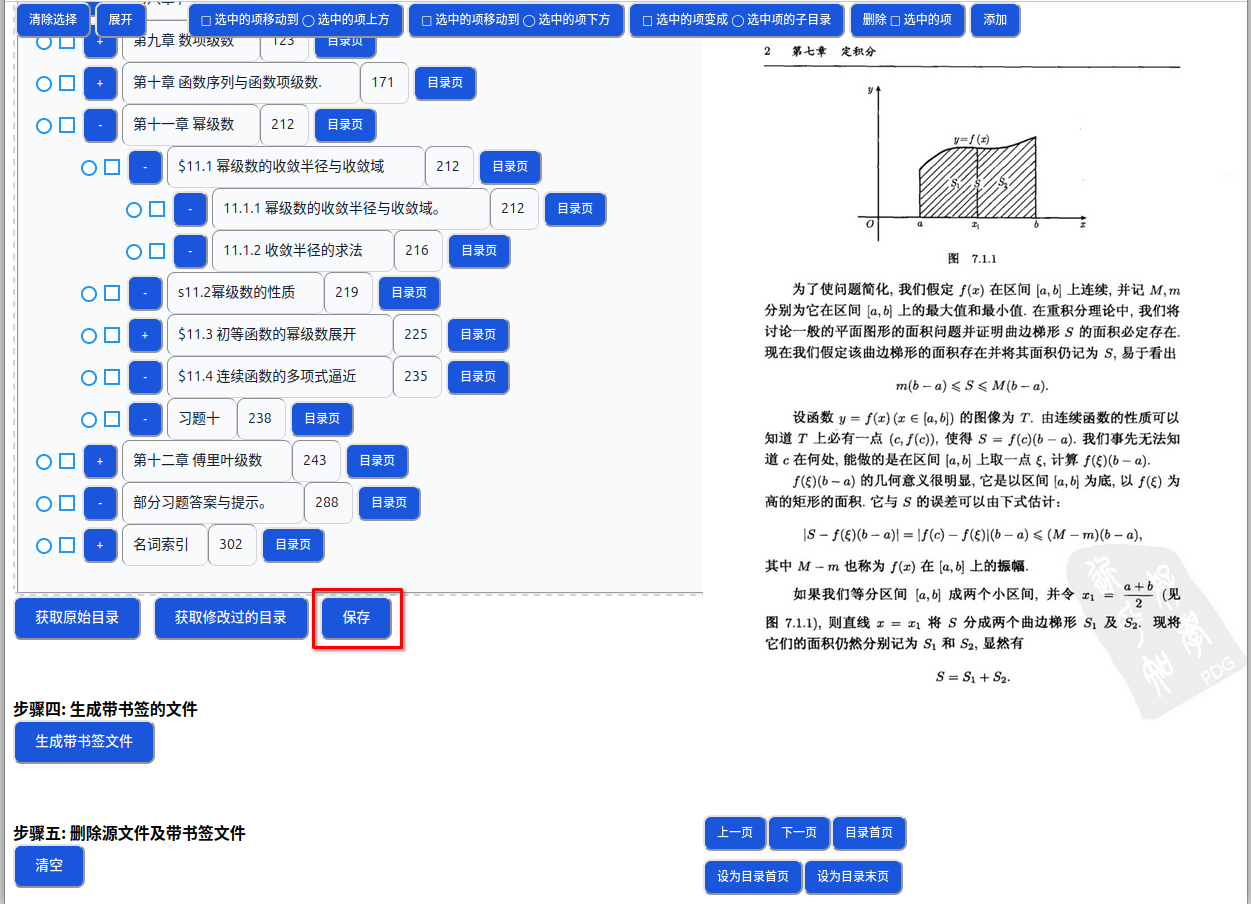 清除选择 展开 □ 选中的项移动到 ○ 选中的项上方 □ 选中的项移动到 ○ 选中的项下方 □ 选中的项变成 ○ 选中项的子目录 删除 □ 选中的项 添加
+ 第九章 数项级数 123 目录页
+ 第十章 函数序列与函数项级数. 171 目录页
- 第十一章 幂级数 212 目录页
- $11.1 幂级数的收敛半径与收敛域 212 目录页
- 11.1.1 幂级数的收敛半径与收敛域。 212 目录页
- 11.1.2 收敛半径的求法 216 目录页
- s11.2幂级数的性质 219 目录页
+ $11.3 初等函数的幂级数展开 225 目录页
- $11.4 连续函数的多项式逼近 235 目录页
- 习题十 238 目录页
+ 第十二章 傅里叶级数 243 目录页
- 部分习题答案与提示。 288 目录页
+ 名词索引 302 目录页
获取原始目录 获取修改过的目录 保存
步骤四: 生成带书签的文件
生成带书签文件
步骤五: 删除源文件及带书签文件
清空
2 第七章 定积分
y
y=f(x)
S₁ S S₂
O a x₁ b x
图 7.1.1
为了使问题简化, 我们假定 f(x) 在区间 [a,b] 上连续, 并记 M,m
分别为它在区间 [a,b] 上的最大值和最小值. 在重积分理论中, 我们将
讨论一般的平面图形的面积问题并证明曲边梯形 S 的面积必定存在.
现在我们假定该曲边梯形的面积存在并将其面积仍记为 S, 易于看出
m(b − a) ⩽ S ⩽ M(b − a).
设函数 y = f(x) (x ∈ [a,b]) 的图像为 T. 由连续函数的性质可以
知道 T 上必有一点 (c, f(c)), 使得 S = f(c)(b − a). 我们事先无法知
道 c 在何处, 能做的是在区间 [a,b] 上取一点 ξ, 计算 f(ξ)(b − a).
f(ξ)(b − a) 的几何意义很明显, 它是以区间 [a,b] 为底, 以 f(ξ) 为
高的矩形的面积. 它与 S 的误差可以由下式估计:
|S − f(ξ)(b − a)| = |f(c) − f(ξ)|(b − a) ⩽ (M − m)(b − a),
其中 M − m 也称为 f(x) 在 [a,b] 上的振幅.
如果我们等分区间 [a,b] 成两个小区间, 并令 x₁ = (a + b)/2 (见
图 7.1.1), 则直线 x = x₁ 将 S 分成两个曲边梯形 S₁ 及 S₂. 现将
它们的面积仍然分别记为 S₁ 和 S₂, 显然有
S = S₁ + S₂.
PDG
上一页 下一页 目录首页
设为目录首页 设为目录末页